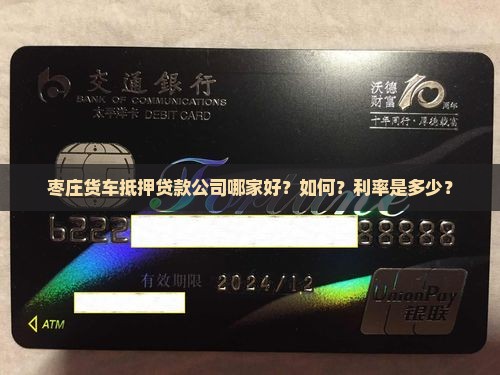 交通銀行
BANK OF COMMUNICATIONS
太平洋卡 DEBIT CARD
沃德
财富
10
周年
十年同行·厚德载富
枣庄货车抵押贷款公司哪家好？如何？利率是多少？
Fortune
6222
88888
有效期限 2024/12
ATM
UnionPay
银联